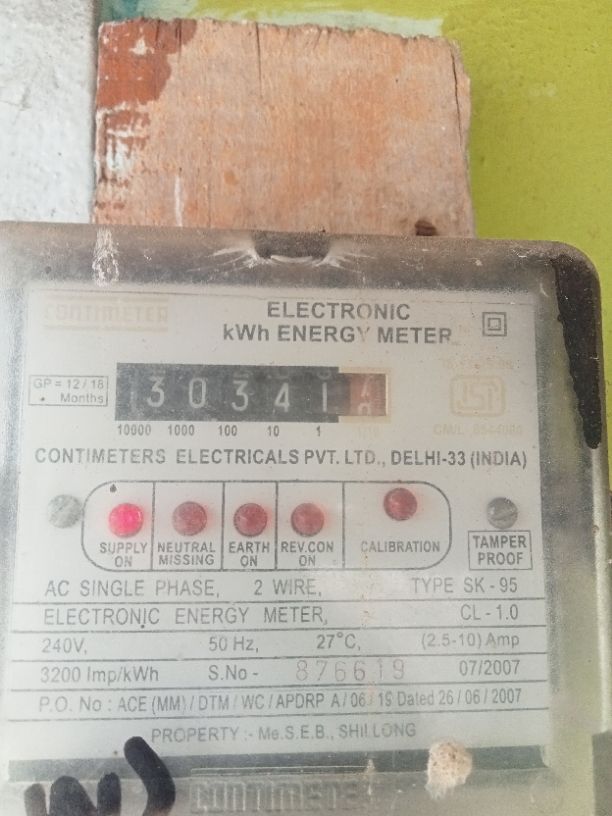 CONTIMETER
ELECTRONIC
kWh ENERGY METER
GP = 12 / 18
Months
30341
10000 1000 100 10 1 1/10
ISI
CONTIMETERS ELECTRICALS PVT. LTD., DELHI-33 (INDIA)
SUPPLY ON NEUTRAL MISSING EARTH ON REV.CON ON CALIBRATION TAMPER PROOF
AC SINGLE PHASE, 2 WIRE, TYPE SK - 95
ELECTRONIC ENERGY METER, CL - 1.0
240V, 50 Hz, 27°C, (2.5-10) Amp
3200 Imp/kWh S.No - 876619 07/2007
P.O. No : ACE (MM) / DTM / WC / APDRP A / 06 / 19 Dated 26 / 06 / 2007
PROPERTY :- Me.S.E.B., SHILLONG
CONTIMETE